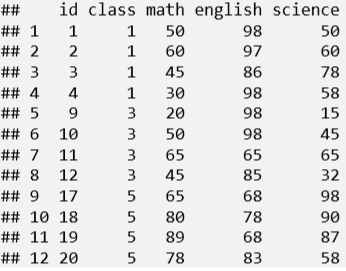 ##    id class math english science
## 1   1     1   50      98      50
## 2   2     1   60      97      60
## 3   3     1   45      86      78
## 4   4     1   30      98      58
## 5   9     3   20      98      15
## 6  10     3   50      98      45
## 7  11     3   65      65      65
## 8  12     3   45      85      32
## 9  17     5   65      68      98
## 10 18     5   80      78      90
## 11 19     5   89      68      87
## 12 20     5   78      83      58